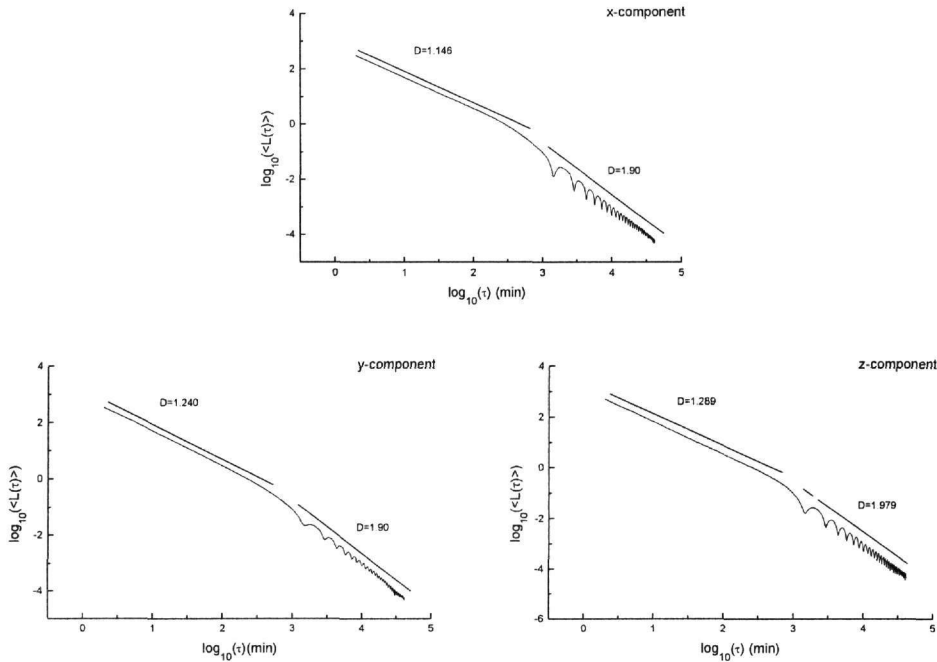 x-component
4
2
0
-2
-4
log10(<L(τ)>)
D=1.146
D=1.90
0 1 2 3 4 5
log10(τ) (min)
y-component
4
2
0
-2
-4
log10(<L(τ)>)
D=1.240
D=1.90
0 1 2 3 4 5
log10(τ)(min)
z-component
4
2
0
-2
-4
-6
log10(<L(τ)>)
D=1.289
D=1.979
0 1 2 3 4 5
log10(τ) (min)